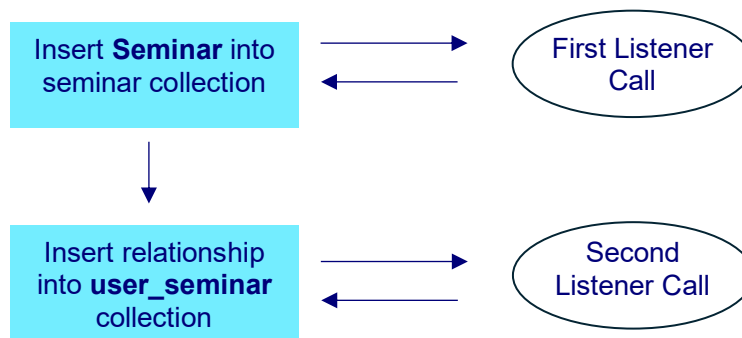 Insert Seminar into
seminar collection
First Listener
Call
Insert relationship
into user_seminar
collection
Second
Listener Call